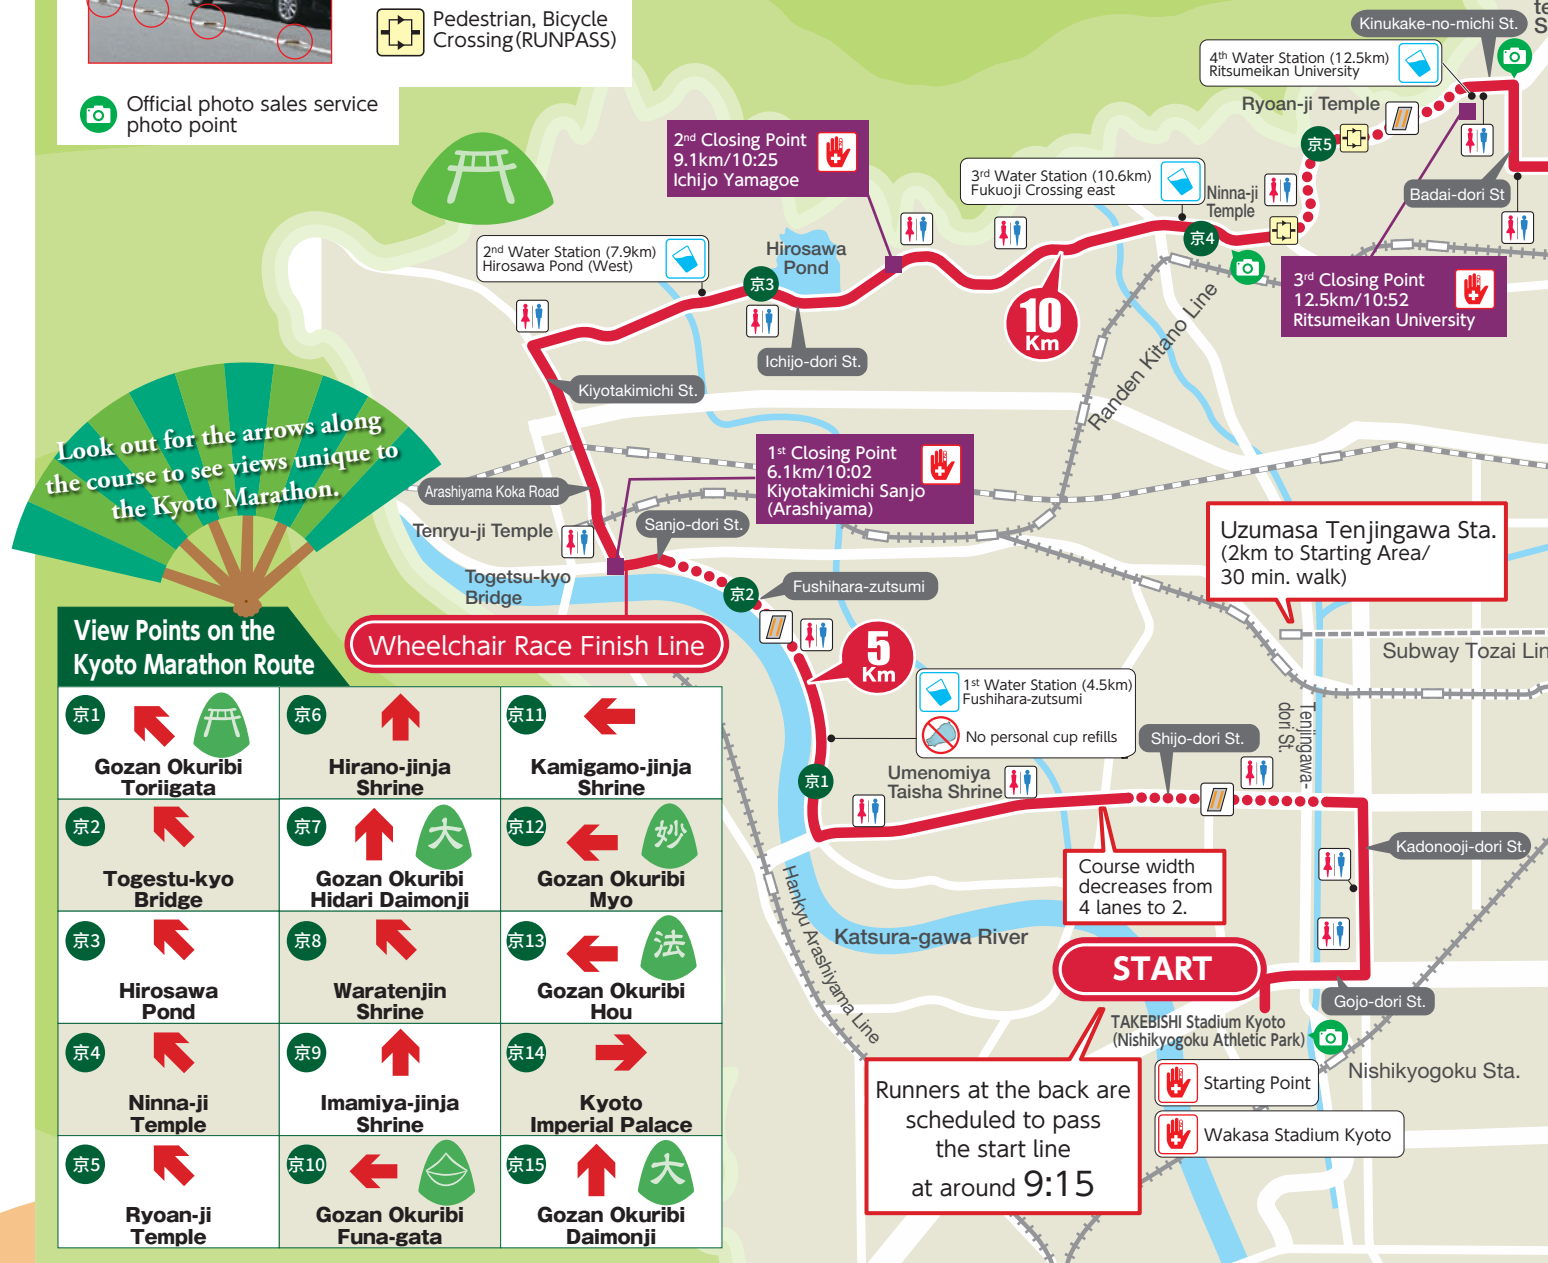 Pedestrian, Bicycle
Crossing(RUNPASS)
Official photo sales service
photo point
Kinukake-no-michi St.
4th Water Station (12.5km)
Ritsumeikan University
Ryoan-ji Temple
京5
Badai-dori St
2nd Closing Point
9.1km/10:25
Ichijo Yamagoe
3rd Water Station (10.6km)
Fukuoji Crossing east
Ninna-ji
Temple
京4
2nd Water Station (7.9km)
Hirosawa Pond (West)
Hirosawa
Pond
京3
3rd Closing Point
12.5km/10:52
Ritsumeikan University
10
Km
Ichijo-dori St.
Kiyotakimichi St.
Randen Kitano Line
Look out for the arrows along
the course to see views unique to
the Kyoto Marathon.
1st Closing Point
6.1km/10:02
Kiyotakimichi Sanjo
(Arashiyama)
Arashiyama Koka Road
Tenryu-ji Temple
Sanjo-dori St.
Uzumasa Tenjingawa Sta.
(2km to Starting Area/
30 min. walk)
Togetsu-kyo
Bridge
京2
Fushihara-zutsumi
Wheelchair Race Finish Line
5
Km
Subway Tozai Lin
1st Water Station (4.5km)
Fushihara-zutsumi
No personal cup refills
Shijo-dori St.
Tenjingawa-
dori St.
京1
Umenomiya
Taisha Shrine
Kadonooji-dori St.
Course width
decreases from
4 lanes to 2.
Hankyu Arashiyama Line
Katsura-gawa River
START
Gojo-dori St.
TAKEBISHI Stadium Kyoto
(Nishikyogoku Athletic Park)
Nishikyogoku Sta.
Starting Point
Wakasa Stadium Kyoto
Runners at the back are
scheduled to pass
the start line
at around 9:15
View Points on the
Kyoto Marathon Route
京1
Gozan Okuribi
Toriigata
京6
Hirano-jinja
Shrine
京11
Kamigamo-jinja
Shrine
京2
Togestu-kyo
Bridge
京7
大
Gozan Okuribi
Hidari Daimonji
京12
妙
Gozan Okuribi
Myo
京3
Hirosawa
Pond
京8
Waratenjin
Shrine
京13
法
Gozan Okuribi
Hou
京4
Ninna-ji
Temple
京9
Imamiya-jinja
Shrine
京14
Kyoto
Imperial Palace
京5
Ryoan-ji
Temple
京10
Gozan Okuribi
Funa-gata
京15
大
Gozan Okuribi
Daimonji